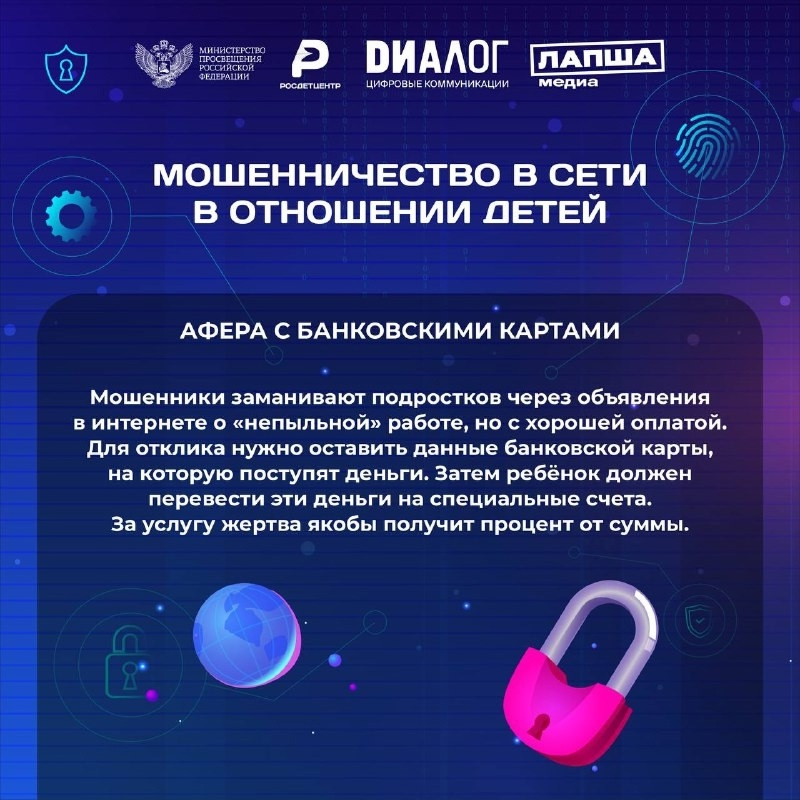 МИНИСТЕРСТВО
ПРОСВЕЩЕНИЯ
РОССИЙСКОЙ
ФЕДЕРАЦИИ
РОСДЕТЦЕНТР
DИАЛОГ
ЦИФРОВЫЕ КОММУНИКАЦИИ
ЛАПША
медиа
МОШЕННИЧЕСТВО В СЕТИ
В ОТНОШЕНИИ ДЕТЕЙ
АФЕРА С БАНКОВСКИМИ КАРТАМИ
Мошенники заманивают подростков через объявления
в интернете о «непыльной» работе, но с хорошей оплатой.
Для отклика нужно оставить данные банковской карты,
на которую поступят деньги. Затем ребёнок должен
перевести эти деньги на специальные счета.
За услугу жертва якобы получит процент от суммы.